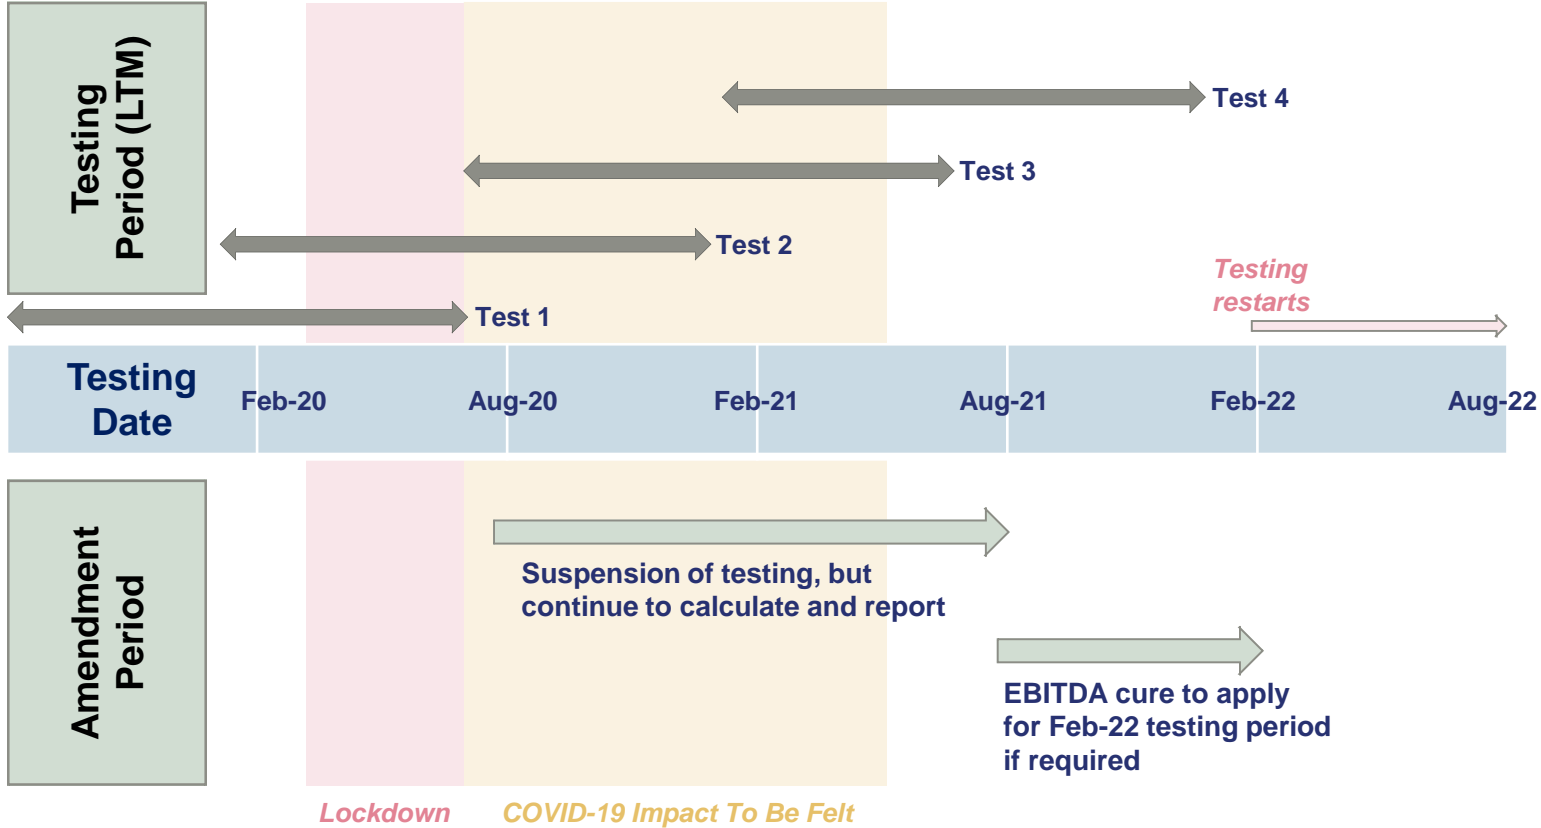 Testing
Period (LTM)
Test 4
Test 3
Test 2
Test 1
Testing
restarts
Testing
Date
Feb-20
Aug-20
Feb-21
Aug-21
Feb-22
Aug-22
Amendment
Period
Suspension of testing, but
continue to calculate and report
EBITDA cure to apply
for Feb-22 testing period
if required
Lockdown
COVID-19 Impact To Be Felt